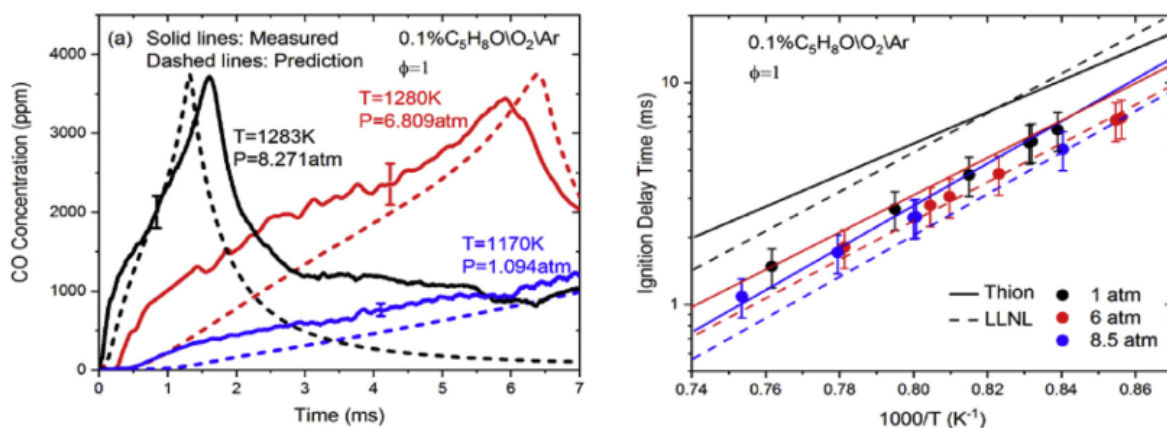 (a) Solid lines: Measured
Dashed lines: Prediction
0.1%C₅H₈O\O₂\Ar
ϕ=1
T=1283K
P=8.271atm
T=1280K
P=6.809atm
T=1170K
P=1.094atm
CO Concentration (ppm)
4000
3000
2000
1000
0
0 1 2 3 4 5 6 7
Time (ms)
0.1%C₅H₈O\O₂\Ar
ϕ=1
Ignition Delay Time (ms)
10
1
Thion
LLNL
1 atm
6 atm
8.5 atm
0.74 0.76 0.78 0.80 0.82 0.84 0.86
1000/T (K⁻¹)